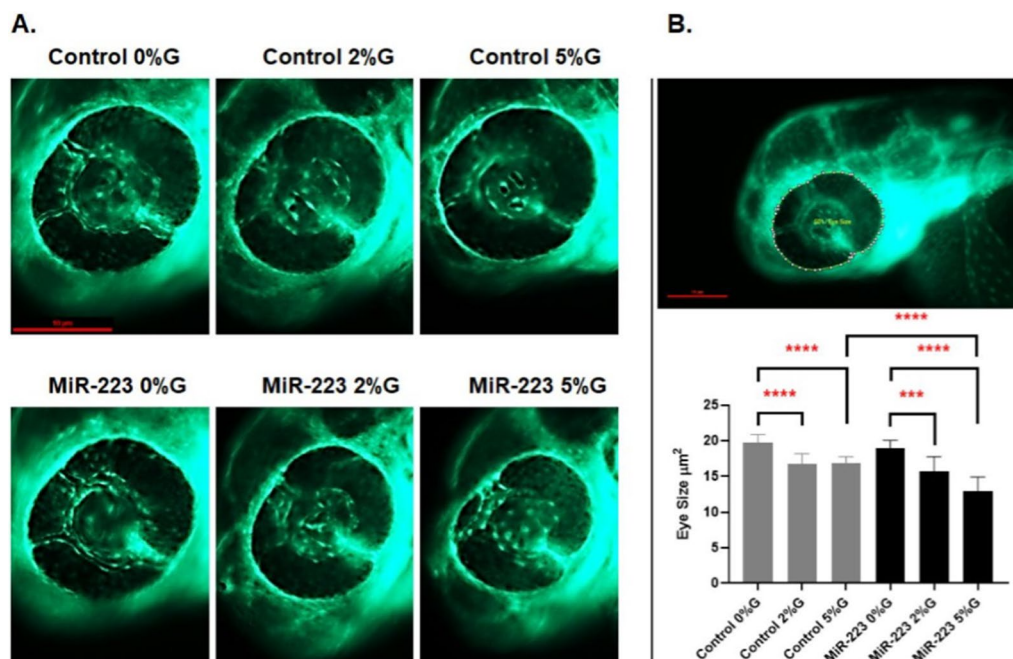 A.
Control 0%G
Control 2%G
Control 5%G
MiR-223 0%G
MiR-223 2%G
MiR-223 5%G
B.
Eye Size
****
****
****
****
***
Eye Size µm²
25
20
15
10
5
0
Control 0%G
Control 2%G
Control 5%G
MiR-223 0%G
MiR-223 2%G
MiR-223 5%G